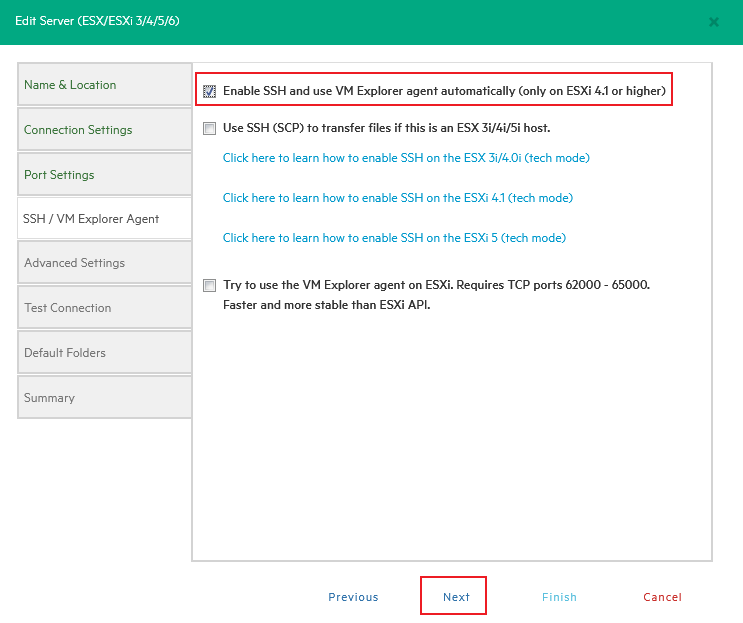 Edit Server (ESX/ESXi 3/4/5/6)
Name & Location
Connection Settings
Port Settings
SSH / VM Explorer Agent
Advanced Settings
Test Connection
Default Folders
Summary
Enable SSH and use VM Explorer agent automatically (only on ESXi 4.1 or higher)
Use SSH (SCP) to transfer files if this is an ESX 3i/4i/5i host.
Click here to learn how to enable SSH on the ESX 3i/4.0i (tech mode)
Click here to learn how to enable SSH on the ESXi 4.1 (tech mode)
Click here to learn how to enable SSH on the ESXi 5 (tech mode)
Try to use the VM Explorer agent on ESXi. Requires TCP ports 62000 - 65000.
Faster and more stable than ESXi API.
Previous
Next
Finish
Cancel